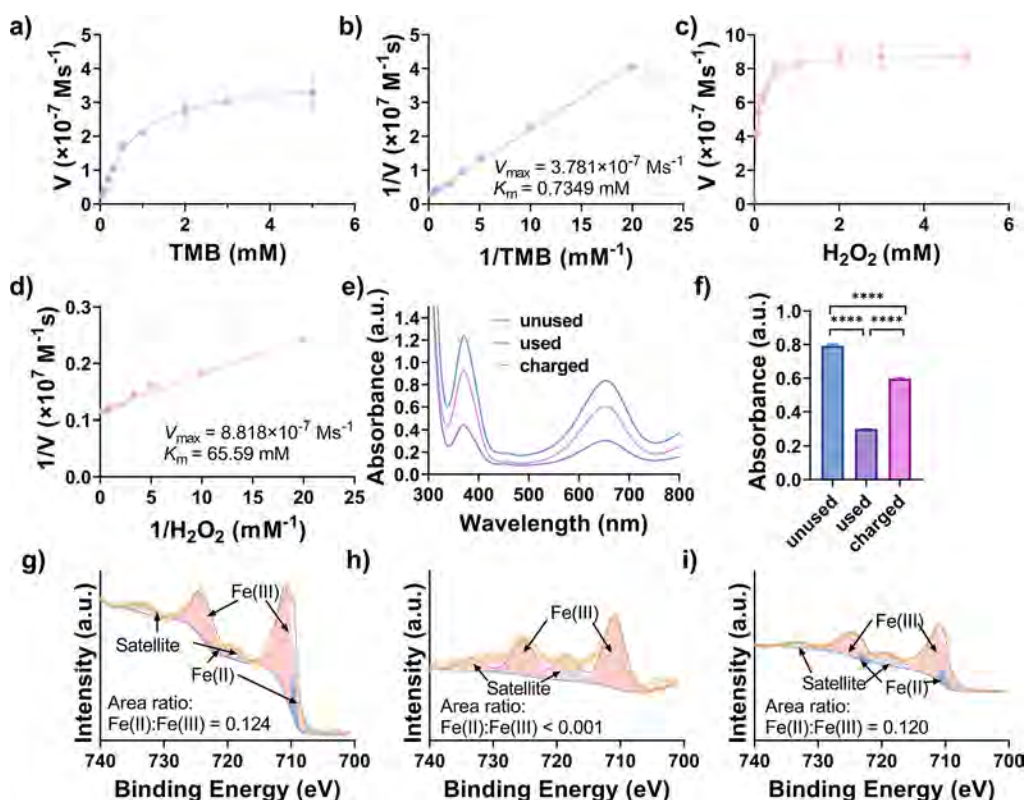 a)
V (×10⁻⁷ Ms⁻¹)
5
4
3
2
1
0
0 2 4 6
TMB (mM)
b)
1/V (×10⁷ M⁻¹s)
5
4
3
2
1
0
Vmax = 3.781×10⁻⁷ Ms⁻¹
Km = 0.7349 mM
0 5 10 15 20 25
1/TMB (mM⁻¹)
c)
V (×10⁻⁷ Ms⁻¹)
10
8
6
4
2
0
0 2 4 6
H₂O₂ (mM)
d)
1/V (×10⁷ M⁻¹s)
0.3
0.2
0.1
0.0
Vmax = 8.818×10⁻⁷ Ms⁻¹
Km = 65.59 mM
0 5 10 15 20 25
1/H₂O₂ (mM⁻¹)
e)
Absorbance (a.u.)
1.4
1.2
1.0
0.8
0.6
0.4
0.2
0.0
unused
used
charged
300 400 500 600 700 800
Wavelength (nm)
f)
Absorbance (a.u.)
1.0
0.8
0.6
0.4
0.2
0.0
****
**** ****
unused
used
charged
g)
Intensity (a.u.)
Fe(III)
Satellite
Fe(II)
Area ratio:
Fe(II):Fe(III) = 0.124
740 730 720 710 700
Binding Energy (eV)
h)
Intensity (a.u.)
Fe(III)
Satellite
Area ratio:
Fe(II):Fe(III) < 0.001
740 730 720 710 700
Binding Energy (eV)
i)
Intensity (a.u.)
Fe(III)
Satellite
Fe(II)
Area ratio:
Fe(II):Fe(III) = 0.120
740 730 720 710 700
Binding Energy (eV)